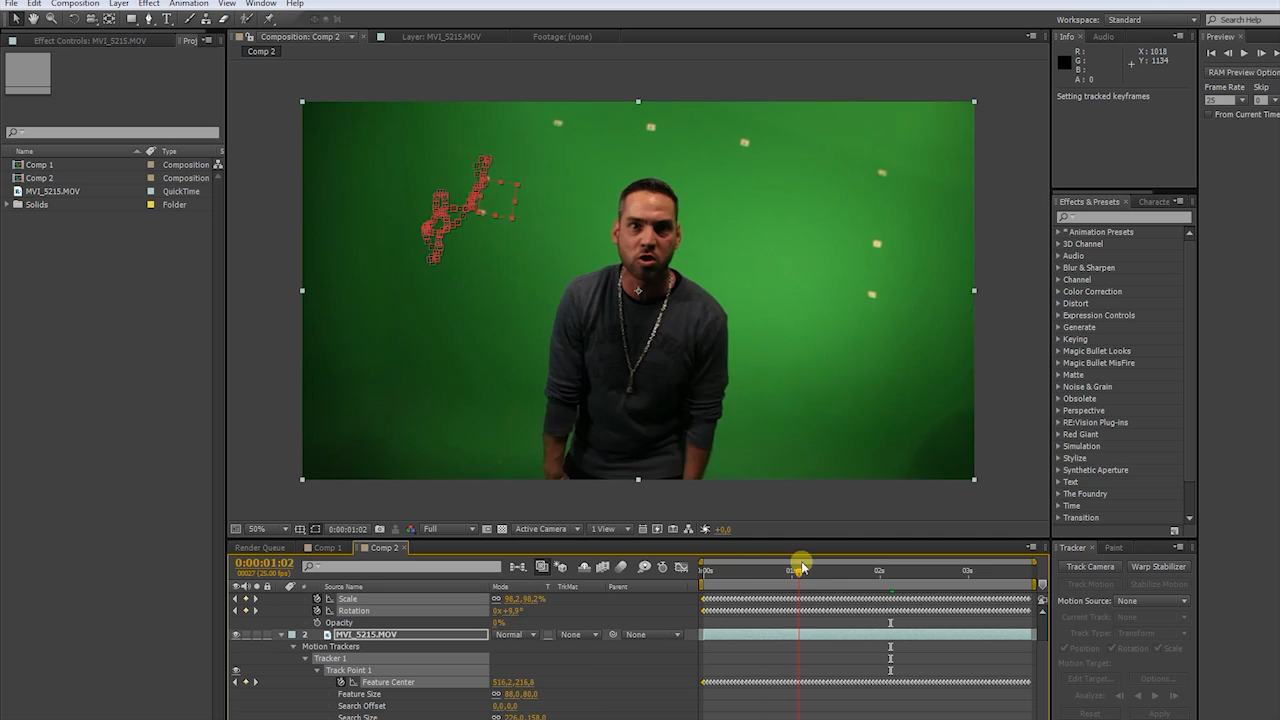 File Edit Composition Layer Effect Animation View Window Help
Workspace: Standard Search Help
Effect Controls: MVI_5215.MOV Proj
Composition: Comp 2 Layer: MVI_5215.MOV Footage: (none)
Info Audio Preview
Comp 2
R: X: 1018
G: Y: 1134
B:
A: 0
Setting tracked keyframes
RAM Preview Option
Frame Rate Skip
25 0
From Current Time
Name Type S
Comp 1 Composition
Comp 2 Composition
MVI_5215.MOV QuickTime
Solids Folder
Effects & Presets Characte
* Animation Presets
3D Channel
Audio
Blur & Sharpen
Channel
Color Correction
Distort
Expression Controls
Generate
Keying
Magic Bullet Looks
Magic Bullet MisFire
Matte
Noise & Grain
Obsolete
Perspective
RE:Vision Plug-ins
Red Giant
Simulation
Stylize
Synthetic Aperture
Text
The Foundry
Time
Transition
50% 0:00:01:02 Full Active Camera 1 View +0,0
Render Queue Comp 1 Comp 2
Tracker Paint
0:00:01:02
00027 (25.00 fps)
02s 03s
# Source Name Mode T TrkMat Parent
Scale 98,2,98,2%
Rotation 0x+9,9°
Opacity 0%
2 MVI_5215.MOV Normal None None
Motion Trackers
Tracker 1
Track Point 1
Feature Center 516,2,216,8
Feature Size 88,0,80,0
Search Offset 0,0,0,0
Search Size 226,0,158,0
Track Camera Warp Stabilizer
Track Motion Stabilize Motion
Motion Source: None
Current Track: None
Track Type: Transform
Position Rotation Scale
Motion Target:
Edit Target... Options...
Analyze:
Reset Apply